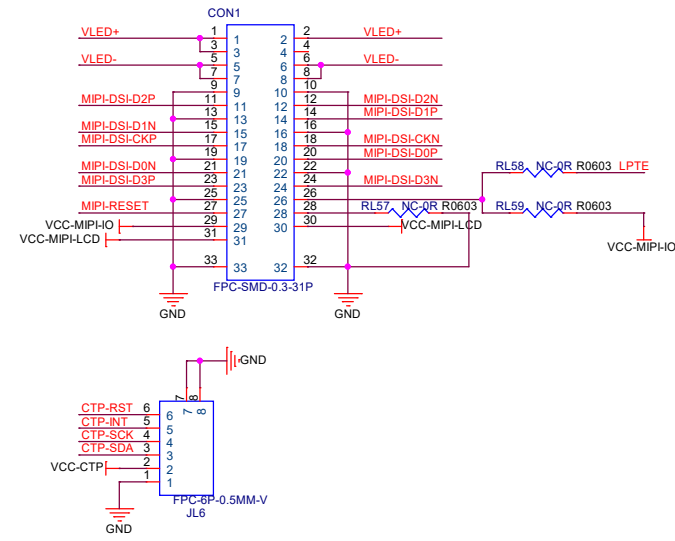 CON1
VLED+ 1 1 2 2 VLED+
3 3 4 4
VLED- 5 5 6 6 VLED-
7 7 8 8
9 9 10 10
MIPI-DSI-D2P 11 11 12 12 MIPI-DSI-D2N
13 13 14 14 MIPI-DSI-D1P
MIPI-DSI-D1N 15 15 16 16
MIPI-DSI-CKP 17 17 18 18 MIPI-DSI-CKN
19 19 20 20 MIPI-DSI-D0P
MIPI-DSI-D0N 21 21 22 22 RL58 NC-0R R0603 LPTE
MIPI-DSI-D3P 23 23 24 24 MIPI-DSI-D3N
25 25 26 26
MIPI-RESET 27 27 28 28 RL57 NC-0R R0603 RL59 NC-0R R0603
VCC-MIPI-IO 29 29 30 30 VCC-MIPI-LCD
VCC-MIPI-LCD 31 31
VCC-MIPI-IO
33 33 32 32
FPC-SMD-0.3-31P
GND GND
GND
7 8
7 8
CTP-RST 6 6
CTP-INT 5 5
CTP-SCK 4 4
CTP-SDA 3 3
VCC-CTP 2 2
1 1
FPC-6P-0.5MM-V
JL6
GND